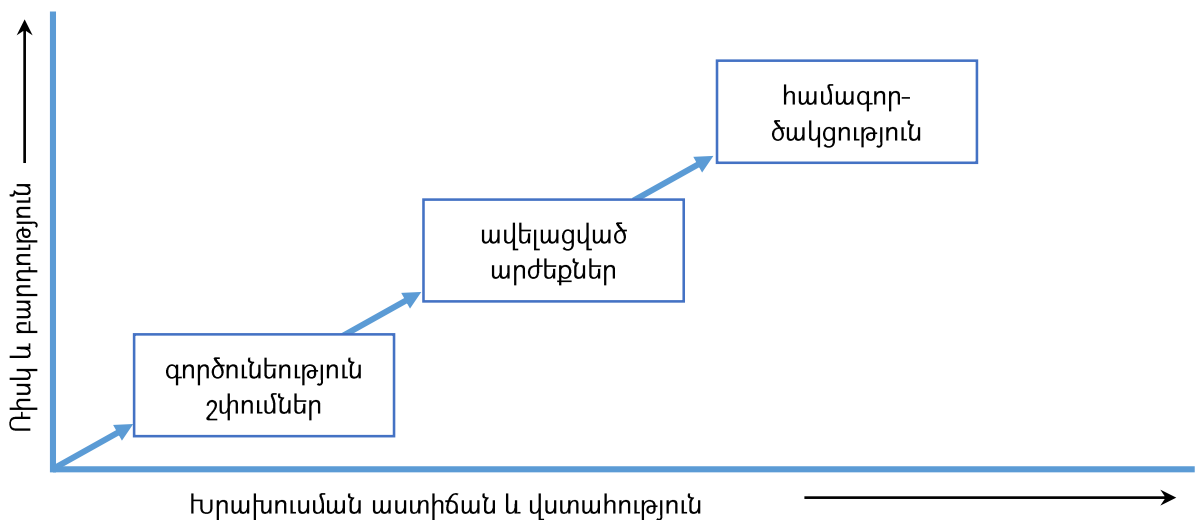 համագոր-
ծակցություն
ավելացված
արժեքներ
գործունեություն
շփումներ
Ռիսկ և բարդություն
Խրախուսման աստիճան և վստահություն